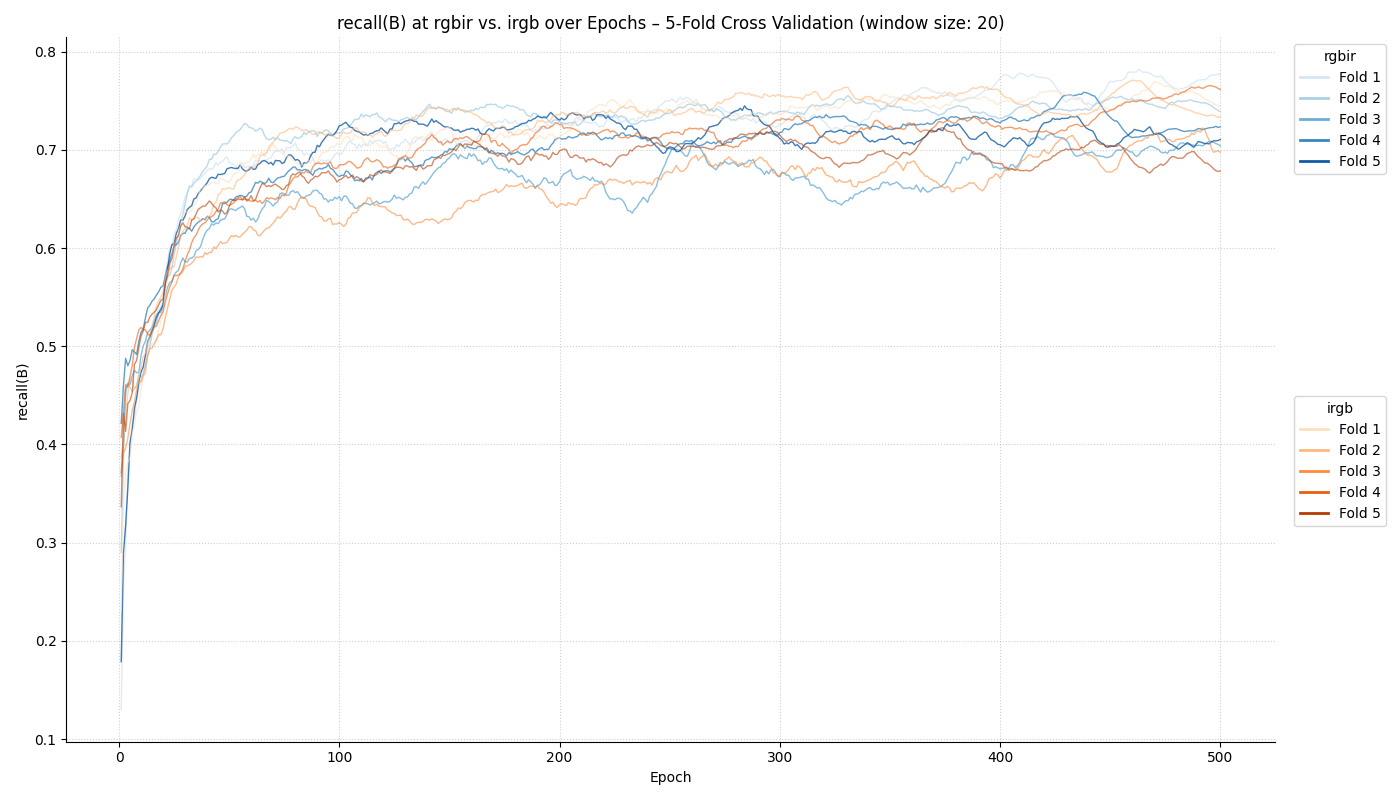 recall(B) at rgbir vs. irgb over Epochs – 5-Fold Cross Validation (window size: 20)
recall(B)
0.8
0.7
0.6
0.5
0.4
0.3
0.2
0.1
0
100
200
300
400
500
Epoch
rgbir
Fold 1
Fold 2
Fold 3
Fold 4
Fold 5
irgb
Fold 1
Fold 2
Fold 3
Fold 4
Fold 5